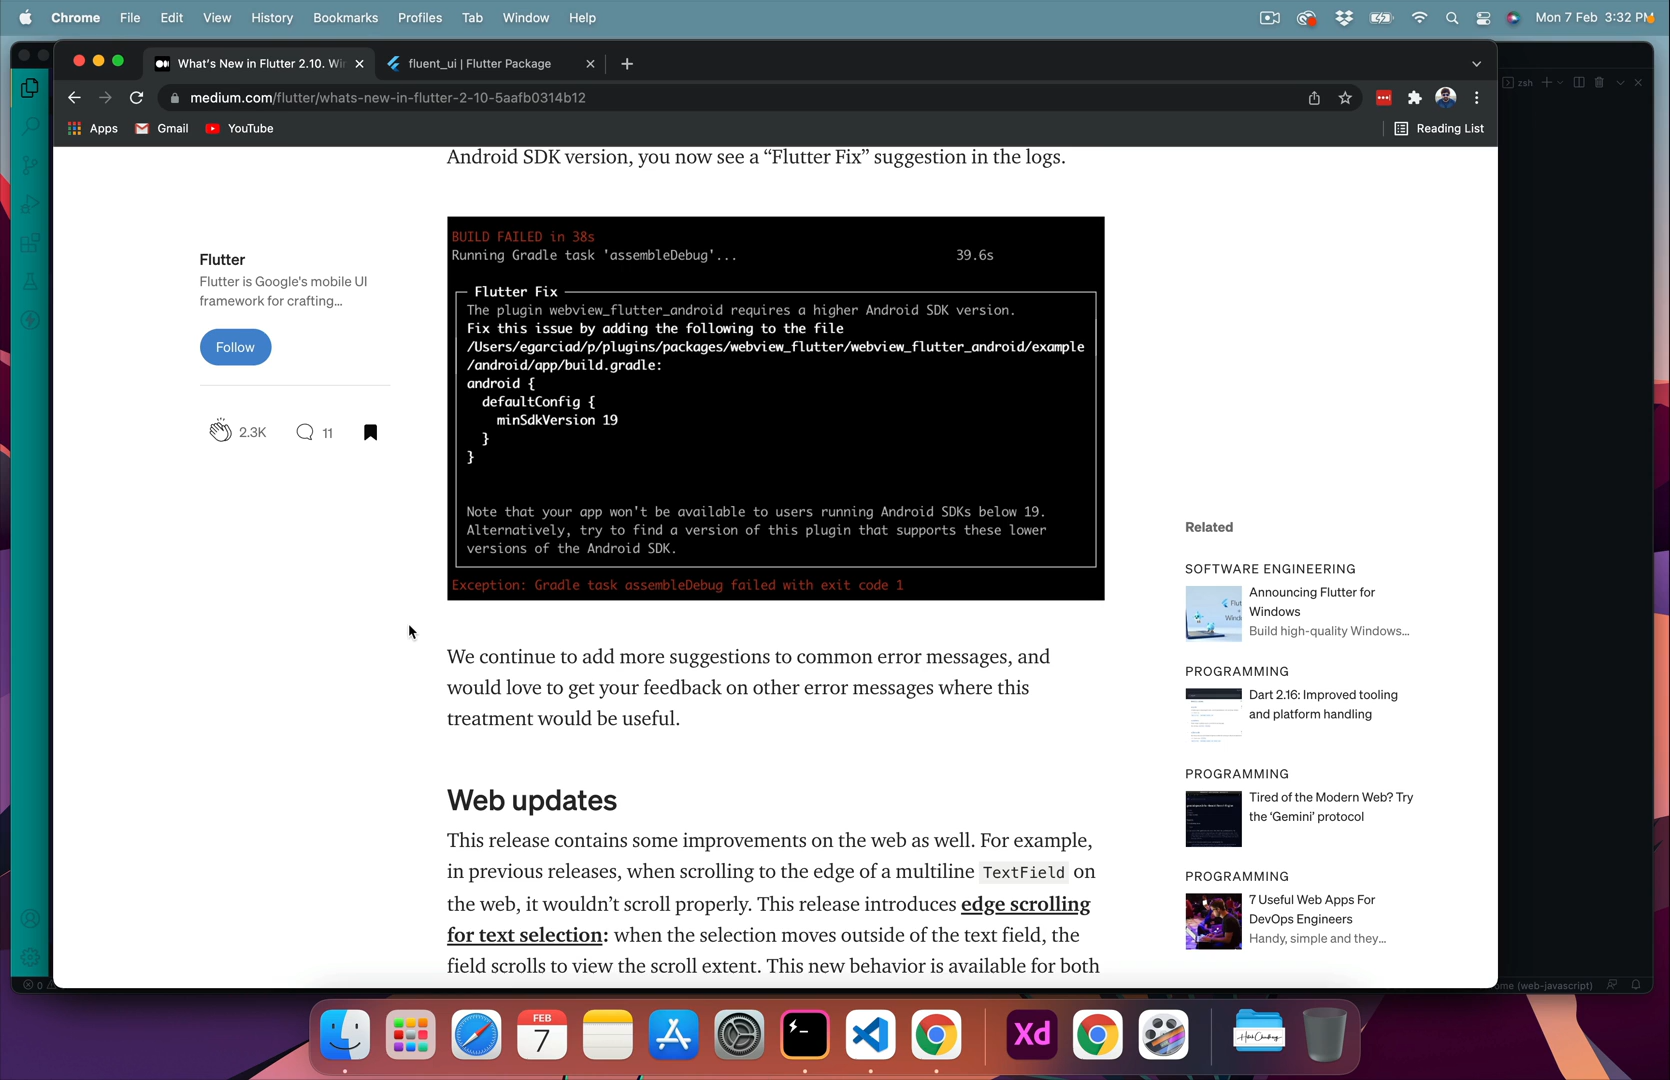 Chrome File Edit View History Bookmarks Profiles Tab Window Help
Mon 7 Feb 3:32 PM
fluent_ui | Flutter Package
What's New in Flutter 2.10.
zsh
medium.com/flutter/whats-new-in-flutter-2-10-5aafb0314b12
Apps Gmail YouTube Reading List
Android SDK version, you now see a “Flutter Fix” suggestion in the logs.
Flutter
Flutter is Google's mobile UI
framework for crafting...
Follow
2.3K 11
BUILD FAILED in 38s
Running Gradle task 'assembleDebug'... 39.6s
Flutter Fix
The plugin webview_flutter_android requires a higher Android SDK version.
Fix this issue by adding the following to the file
/Users/egarciad/p/plugins/packages/webview_flutter/webview_flutter_android/example
/android/app/build.gradle:
android {
defaultConfig {
minSdkVersion 19
}
}
Note that your app won't be available to users running Android SDKs below 19.
Alternatively, try to find a version of this plugin that supports these lower
versions of the Android SDK.
Exception: Gradle task assembleDebug failed with exit code 1
We continue to add more suggestions to common error messages, and
would love to get your feedback on other error messages where this
treatment would be useful.
Web updates
This release contains some improvements on the web as well. For example,
in previous releases, when scrolling to the edge of a multiline TextField on
the web, it wouldn’t scroll properly. This release introduces edge scrolling
for text selection: when the selection moves outside of the text field, the
field scrolls to view the scroll extent. This new behavior is available for both
Related
SOFTWARE ENGINEERING
Announcing Flutter for
Windows
Build high-quality Windows...
PROGRAMMING
Dart 2.16: Improved tooling
and platform handling
PROGRAMMING
Tired of the Modern Web? Try
the ‘Gemini’ protocol
PROGRAMMING
7 Useful Web Apps For
DevOps Engineers
Handy, simple and they...
0
(web-javascript)
FEB
7
Xd